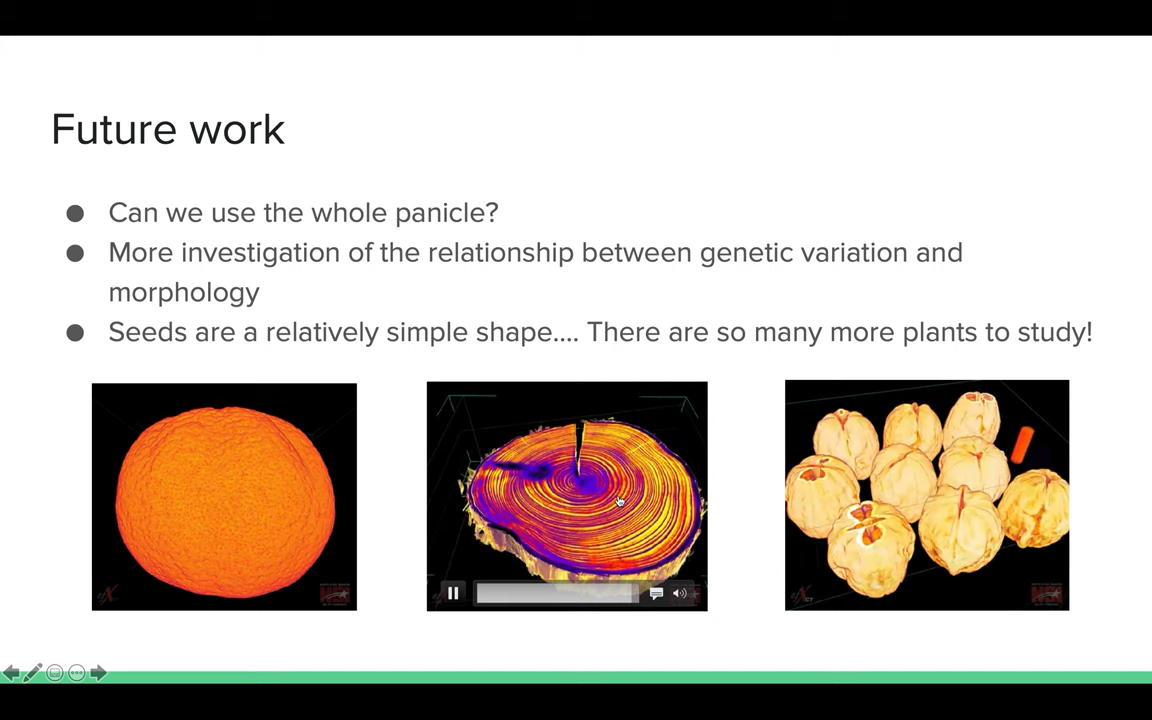 Future work
● Can we use the whole panicle?
● More investigation of the relationship between genetic variation and
morphology
● Seeds are a relatively simple shape.... There are so many more plants to study!